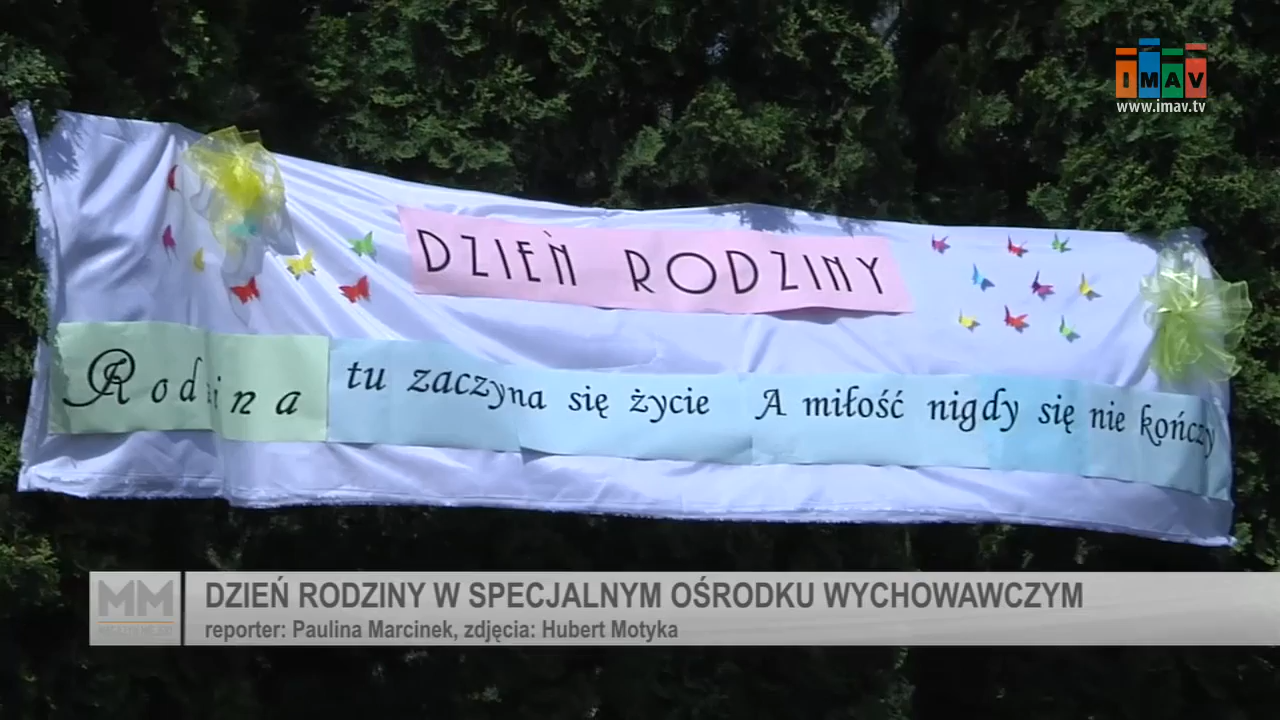 IMAV
www.imav.tv
DZIEŃ RODZINY
Rodzina tu zaczyna się życie A miłość nigdy się nie kończy
MM
DZIEŃ RODZINY W SPECJALNYM OŚRODKU WYCHOWAWCZYM
reporter: Paulina Marcinek, zdjęcia: Hubert Motyka